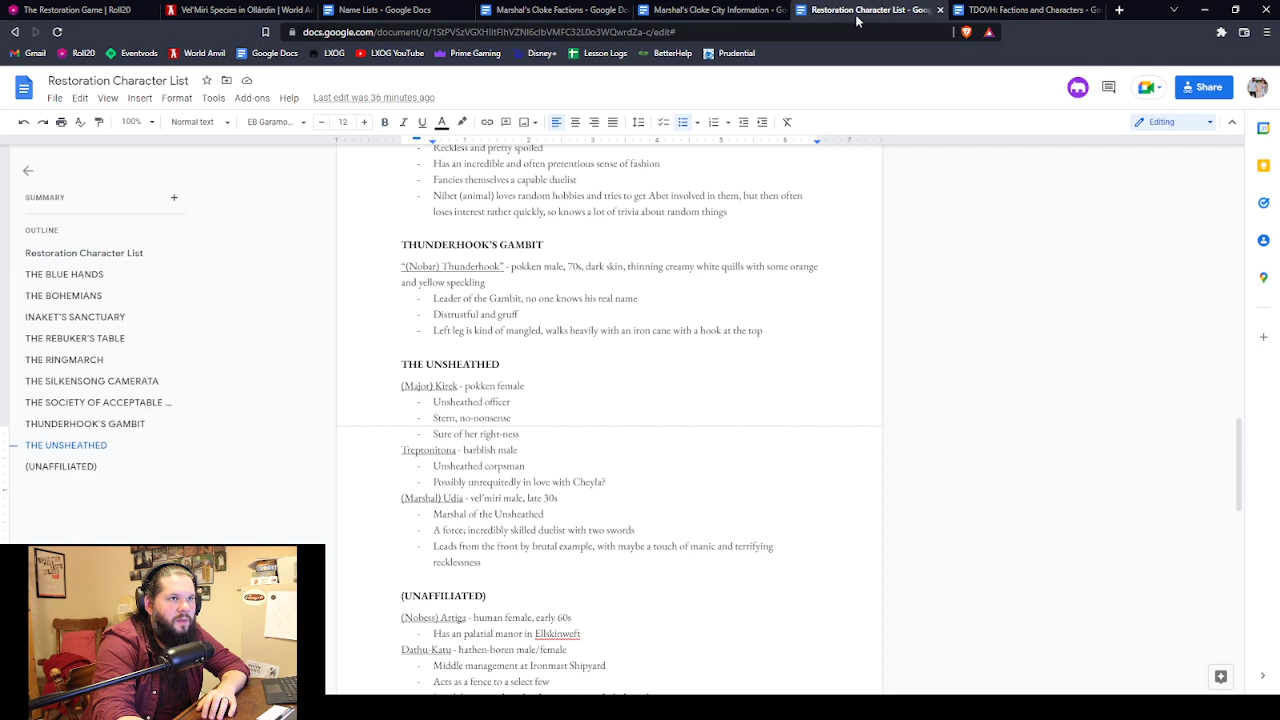 The Dragon Game | Roll20
Vel'Miri Species in Ollárdin | World A
Name Lists - Google Docs
Marshal's Cloke Factions - Google Do
Marshal's Cloke City Information - Go
Restoration Character List - Goo
TDOVH: Factions and Characters - Go
docs.google.com/document/d/
Gmail
Roll20
Eventods
World Anvil
DropBox
LXOG
LXOG YouTube
Prime Gaming
Disney+
Lesson Logs
BetterHelp
Prudential
Restoration Character List
File Edit View Insert Format Tools Add-ons Help Last edit was 36 minutes ago
Share
100% Normal text EB Garamo... 12
Editing
SUMMARY
OUTLINE
Restoration Character List
THE BLUE HANDS
THE BOHEMIANS
INAKET'S SANCTUARY
THE REBUKER'S TABLE
THE RINGMARCH
THE SILKENSONG CAMERATA
THE SOCIETY OF ACCEPTABLE ...
THUNDERHOOK'S GAMBIT
THE UNSHEATHED
(UNAFFILIATED)
- Reckless and pretty spoiled
- Has an incredible and often pretentious sense of fashion
- Fancies themselves a capable duelist
- Nibet (animal) loves random hobbies and tries to get Abet involved in them, but then often
loses interest rather quickly, so knows a lot of trivia about random things
THUNDERHOOK'S GAMBIT
"(Nobar) Thunderhook" - pokken male, 70s, dark skin, thinning creamy white quills with some orange
and yellow speckling
- Leader of the Gambit, no one knows his real name
- Distrustful and gruff
- Left leg is kind of mangled, walks heavily with an iron cane with a hook at the top
THE UNSHEATHED
(Major) Kirek - pokken female
- Unsheathed officer
- Stern, no-nonsense
- Sure of her right-ness
Treptonitona - barblish male
- Unsheathed corpsman
- Possibly unrequitedly in love with Cheyla?
(Marshal) Udia - vel'miri male, late 30s
- Marshal of the Unsheathed
- A force; incredibly skilled duelist with two swords
- Leads from the front by brutal example, with maybe a touch of manic and terrifying
recklessness
(UNAFFILIATED)
(Nobess) Artiga - human female, early 60s
- Has an palatial manor in Ellskinweft
Dathu-Katu - hathen-boren male/female
- Middle management at Ironmast Shipyard
- Acts as a fence to a select few